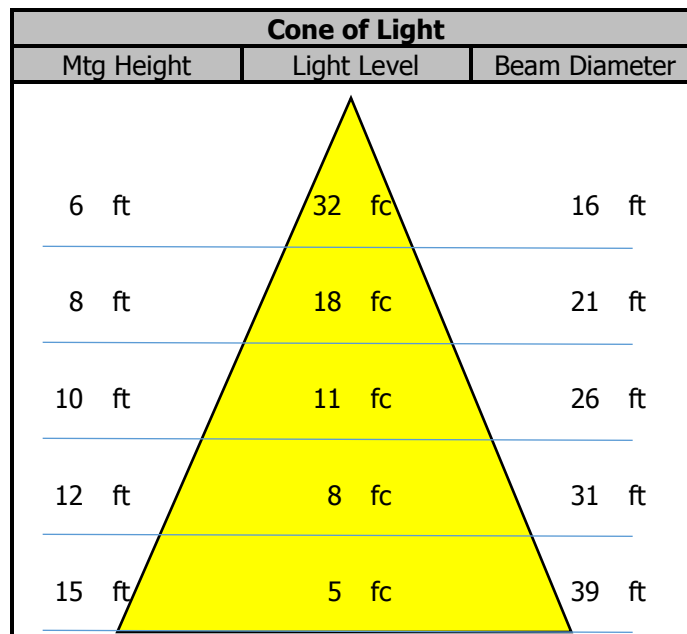 Cone of Light
Mtg Height Light Level Beam Diameter
6 ft 32 fc 16 ft
8 ft 18 fc 21 ft
10 ft 11 fc 26 ft
12 ft 8 fc 31 ft
15 ft 5 fc 39 ft